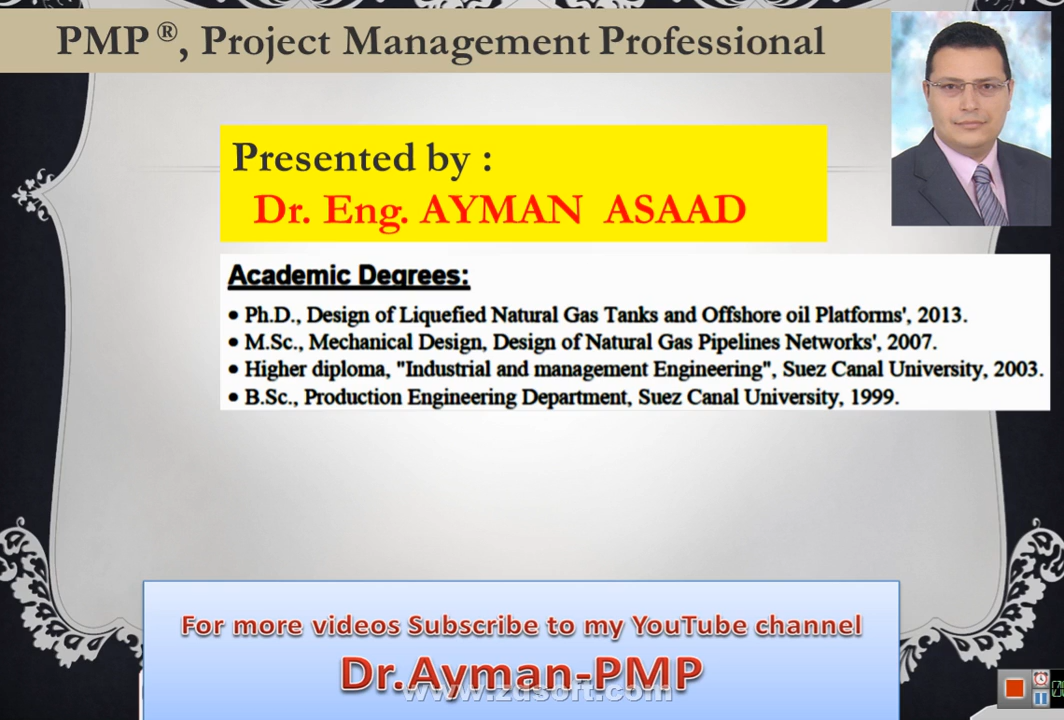 PMP ®, Project Management Professional
Presented by :
Dr. Eng. AYMAN ASAAD
Academic Degrees:
• Ph.D., Design of Liquefied Natural Gas Tanks and Offshore oil Platforms', 2013.
• M.Sc., Mechanical Design, Design of Natural Gas Pipelines Networks', 2007.
• Higher diploma, "Industrial and management Engineering", Suez Canal University, 2003.
• B.Sc., Production Engineering Department, Suez Canal University, 1999.
For more videos Subscribe to my YouTube channel
Dr.Ayman-PMP
www.zdsoft.com